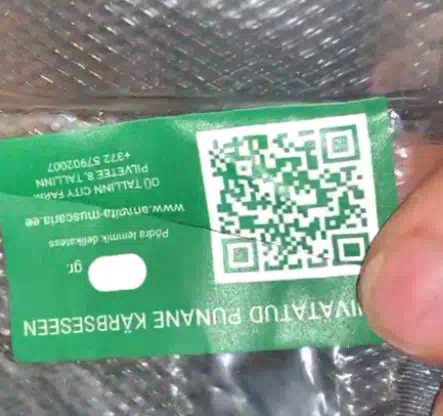 IVATATUD PUNANE KÄRBSESEEN
gr.
Põdra lemmik delikatess
www.amanita-muscaria.ee
OÜ TALLINN CITY FARM
PILVETEE 8, TALLINN
+372 57902007